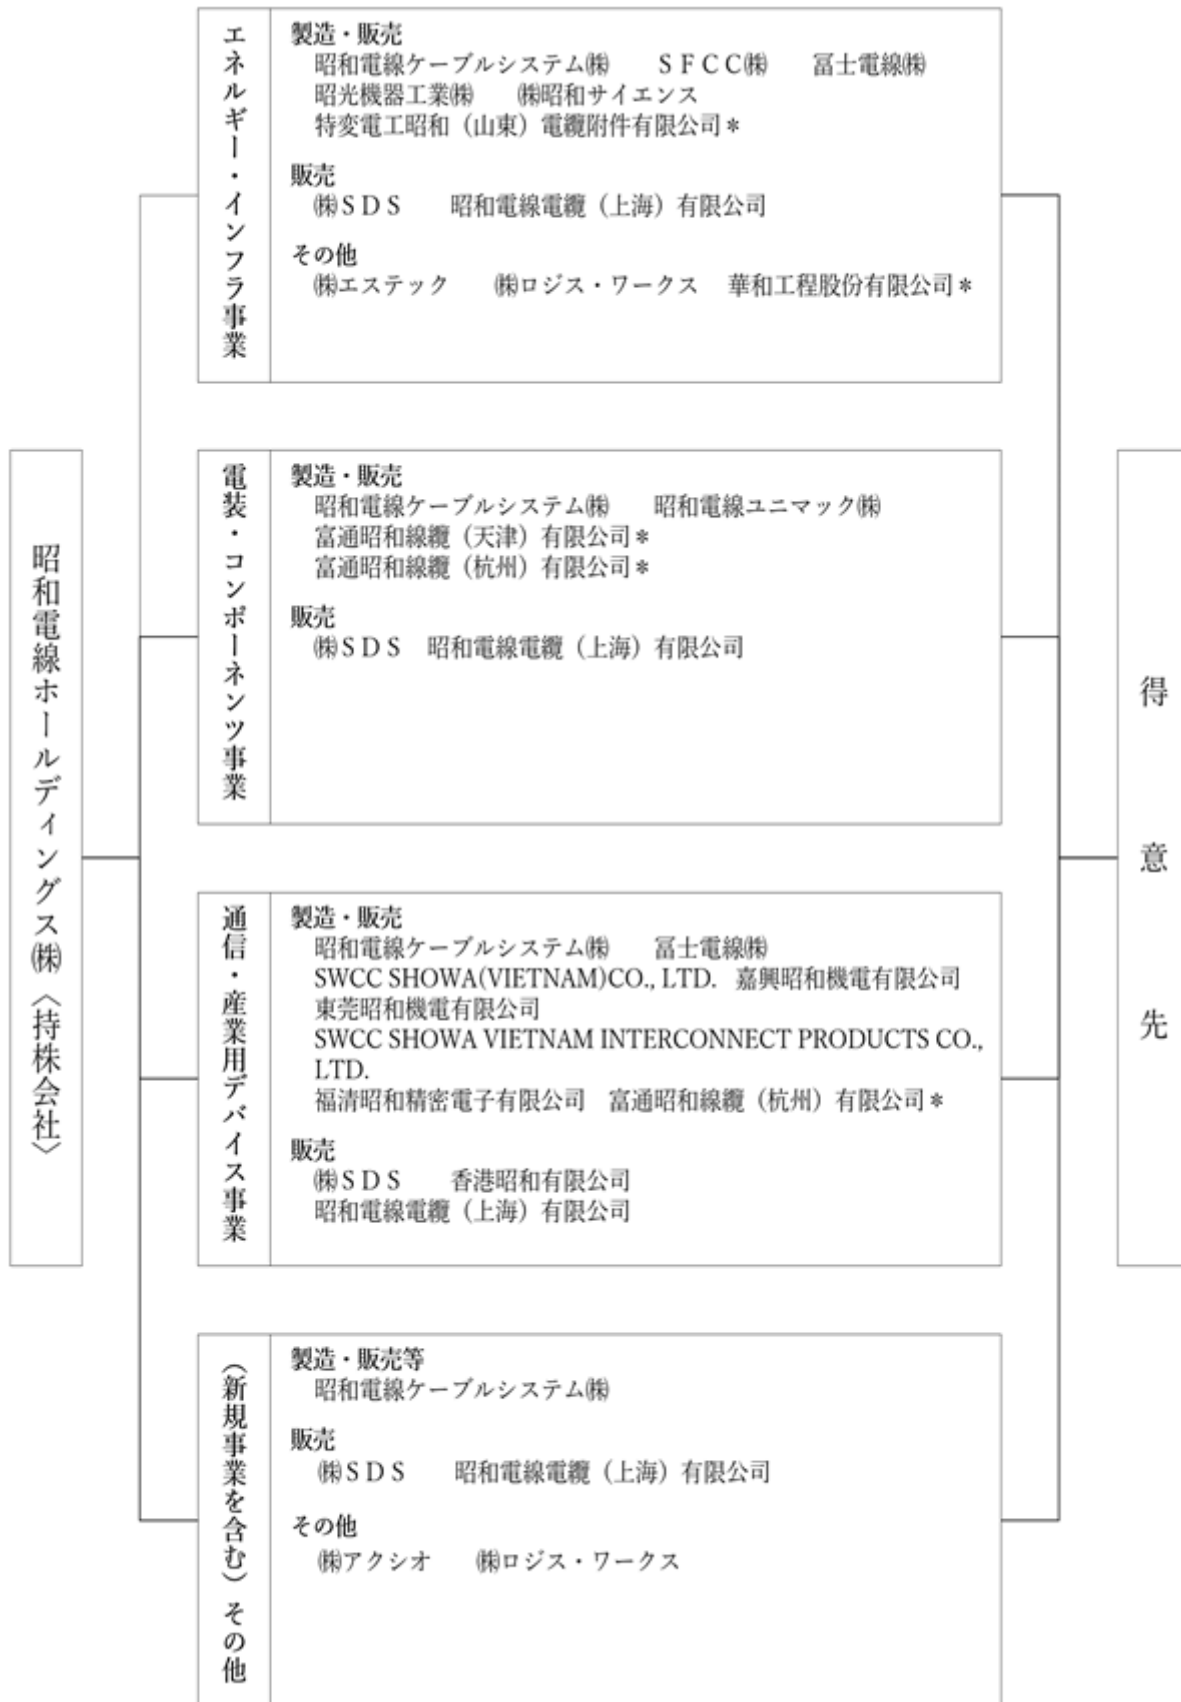 昭和電線ホールディングス㈱〈持株会社〉
エネルギー・インフラ事業
製造・販売
昭和電線ケーブルシステム㈱　ＳＦＣＣ㈱　冨士電線㈱
昭光機器工業㈱　㈱昭和サイエンス
特変電工昭和（山東）電纜附件有限公司＊
販売
㈱ＳＤＳ　昭和電線電纜（上海）有限公司
その他
㈱エステック　㈱ロジス・ワークス　華和工程股份有限公司＊
電装・コンポーネンツ事業
製造・販売
昭和電線ケーブルシステム㈱　昭和電線ユニマック㈱
富通昭和線纜（天津）有限公司＊
富通昭和線纜（杭州）有限公司＊
販売
㈱ＳＤＳ　昭和電線電纜（上海）有限公司
通信・産業用デバイス事業
製造・販売
昭和電線ケーブルシステム㈱　冨士電線㈱
SWCC SHOWA(VIETNAM)CO., LTD.　嘉興昭和機電有限公司
東莞昭和機電有限公司
SWCC SHOWA VIETNAM INTERCONNECT PRODUCTS CO.,
LTD.
福清昭和精密電子有限公司　富通昭和線纜（杭州）有限公司＊
販売
㈱ＳＤＳ　香港昭和有限公司
昭和電線電纜（上海）有限公司
（新規事業を含む）その他
製造・販売等
昭和電線ケーブルシステム㈱
販売
㈱ＳＤＳ　昭和電線電纜（上海）有限公司
その他
㈱アクシオ　㈱ロジス・ワークス
得意先